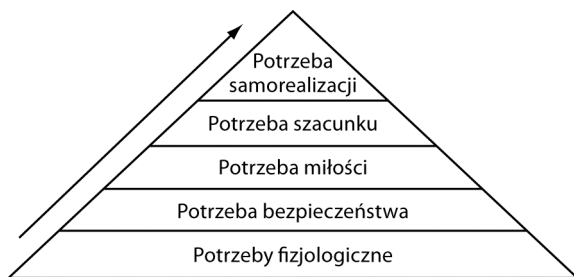 Potrzeba
samorealizacji
Potrzeba szacunku
Potrzeba miłości
Potrzeba bezpieczeństwa
Potrzeby fizjologiczne